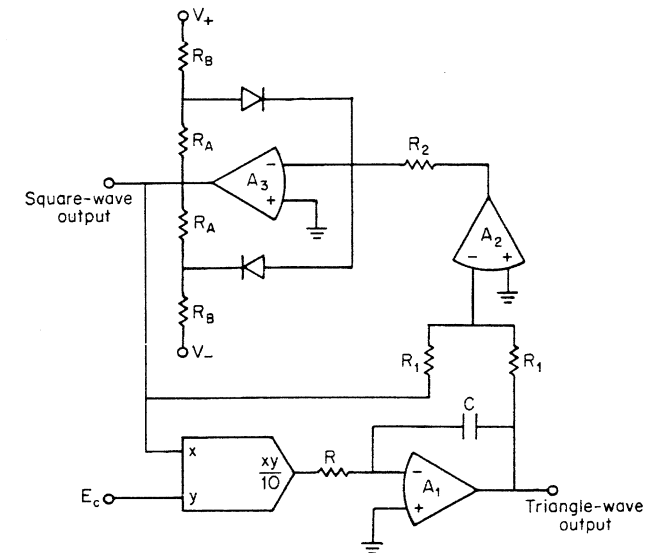 V+
RB
RA
R2
A3
−
+
Square-wave
output
RA
A2
−
+
RB
V−
R1
R1
C
x
xy
10
R
−
A1
+
Ec
y
Triangle-wave
output